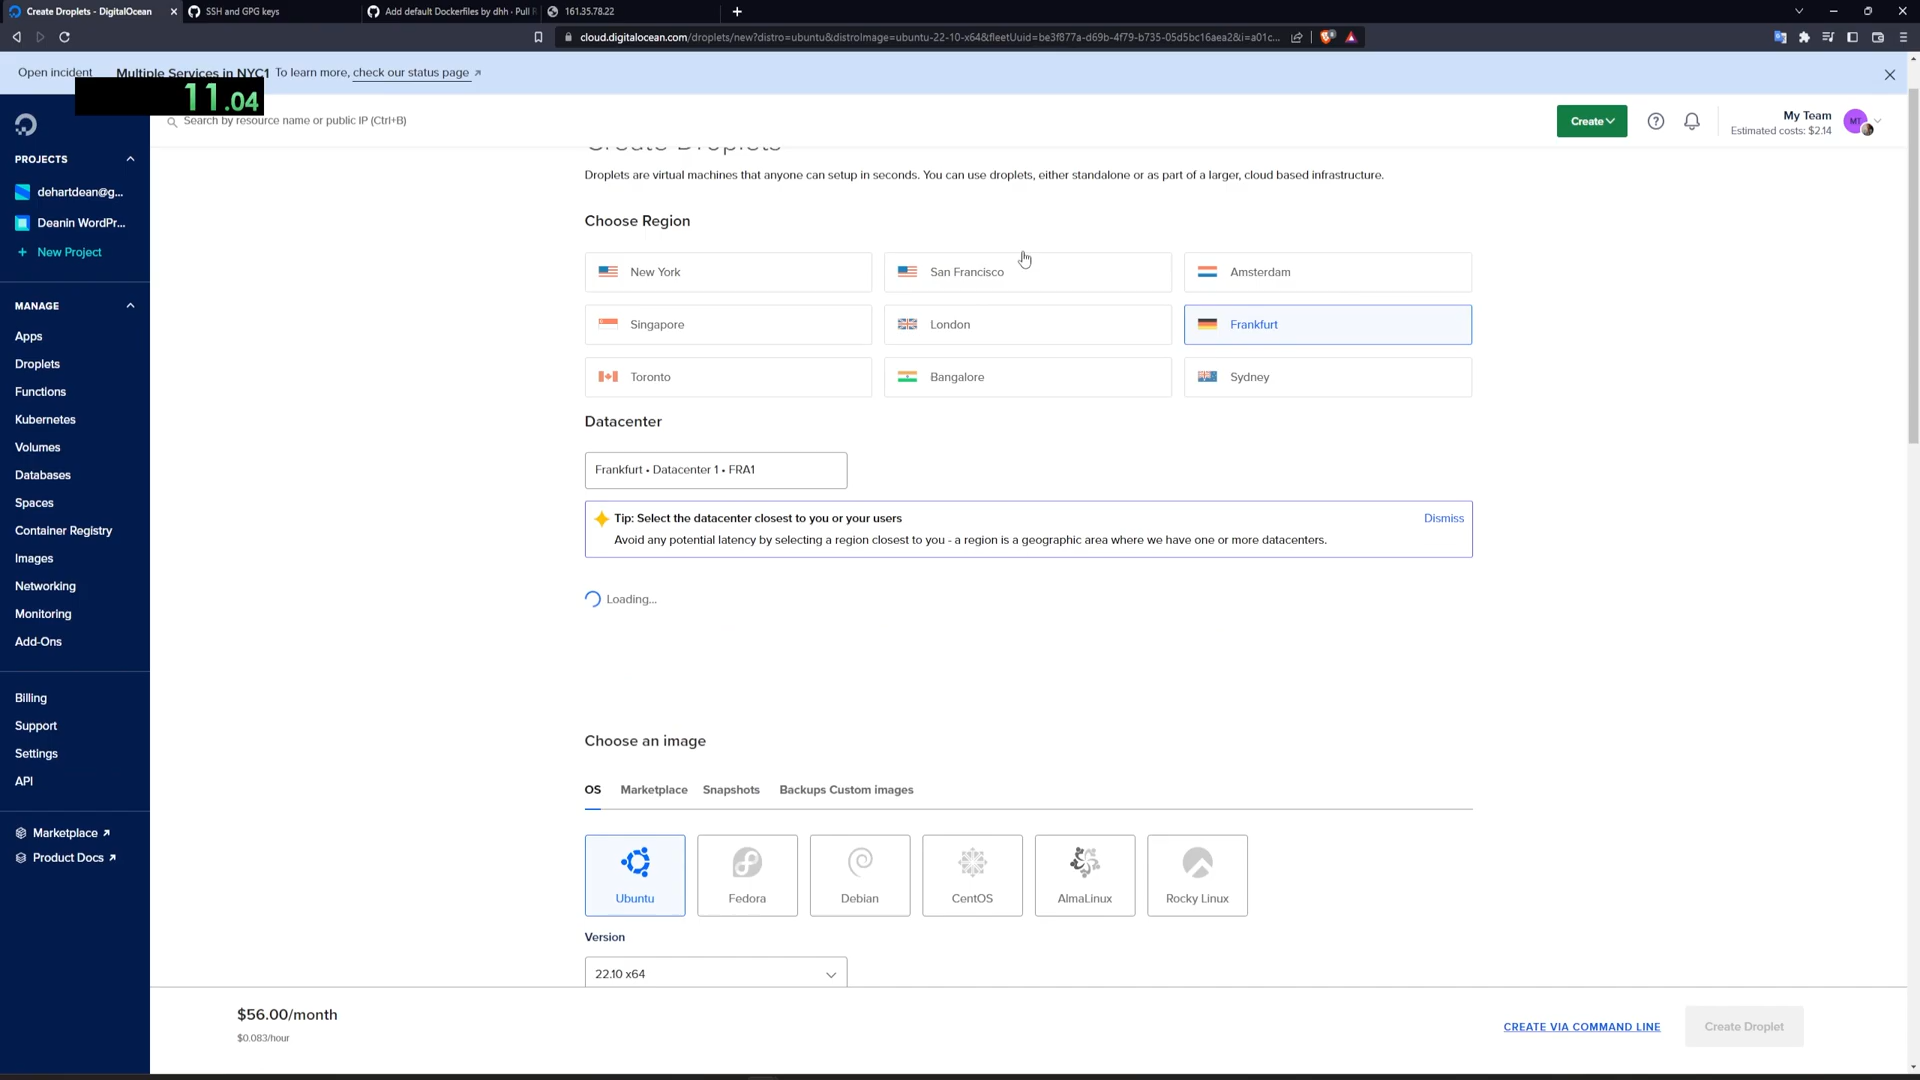 Create Droplets - DigitalOcean
SSH and GPG keys
Add default Dockerfiles by dhh · Pull R
161.35.78.22
cloud.digitalocean.com/droplets/new?distro=ubuntu&distroImage=ubuntu-22-10-x64&fleetUuid=be3f877a-d69b-4f79-b735-05d5bc16aea2&i=a01c...
Open incident
Multiple Services in NYC1 To learn more, check our status page ↗
11.04
Search by resource name or public IP (Ctrl+B)
Create
My Team
Estimated costs: $2.14
MT
PROJECTS
dehartdean@g...
Deanin WordPr...
+ New Project
MANAGE
Apps
Droplets
Functions
Kubernetes
Volumes
Databases
Spaces
Container Registry
Images
Networking
Monitoring
Add-Ons
Billing
Support
Settings
API
Marketplace ↗
Product Docs ↗
Create Droplets
Droplets are virtual machines that anyone can setup in seconds. You can use droplets, either standalone or as part of a larger, cloud based infrastructure.
Choose Region
New York
San Francisco
Amsterdam
Singapore
London
Frankfurt
Toronto
Bangalore
Sydney
Datacenter
Frankfurt • Datacenter 1 • FRA1
Tip: Select the datacenter closest to you or your users
Dismiss
Avoid any potential latency by selecting a region closest to you - a region is a geographic area where we have one or more datacenters.
Loading...
Choose an image
OS Marketplace Snapshots Backups Custom images
Ubuntu
Fedora
Debian
CentOS
AlmaLinux
Rocky Linux
Version
22.10 x64
$56.00/month
$0.083/hour
CREATE VIA COMMAND LINE
Create Droplet